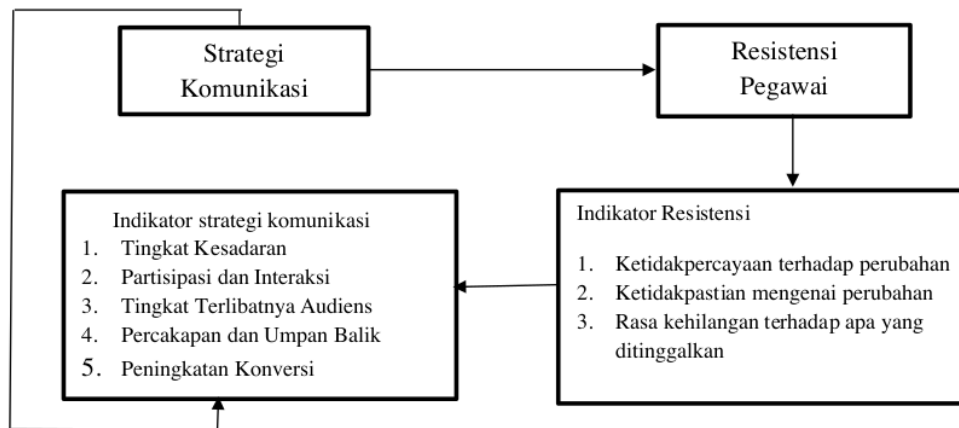 Strategi
Komunikasi
Resistensi
Pegawai
Indikator strategi komunikasi
1. Tingkat Kesadaran
2. Partisipasi dan Interaksi
3. Tingkat Terlibatnya Audiens
4. Percakapan dan Umpan Balik
5. Peningkatan Konversi
Indikator Resistensi
1. Ketidakpercayaan terhadap perubahan
2. Ketidakpastian mengenai perubahan
3. Rasa kehilangan terhadap apa yang
ditinggalkan